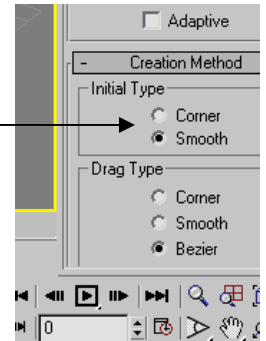 Adaptive
- Creation Method
Initial Type
Corner
Smooth
Drag Type
Corner
Smooth
Bezier
0